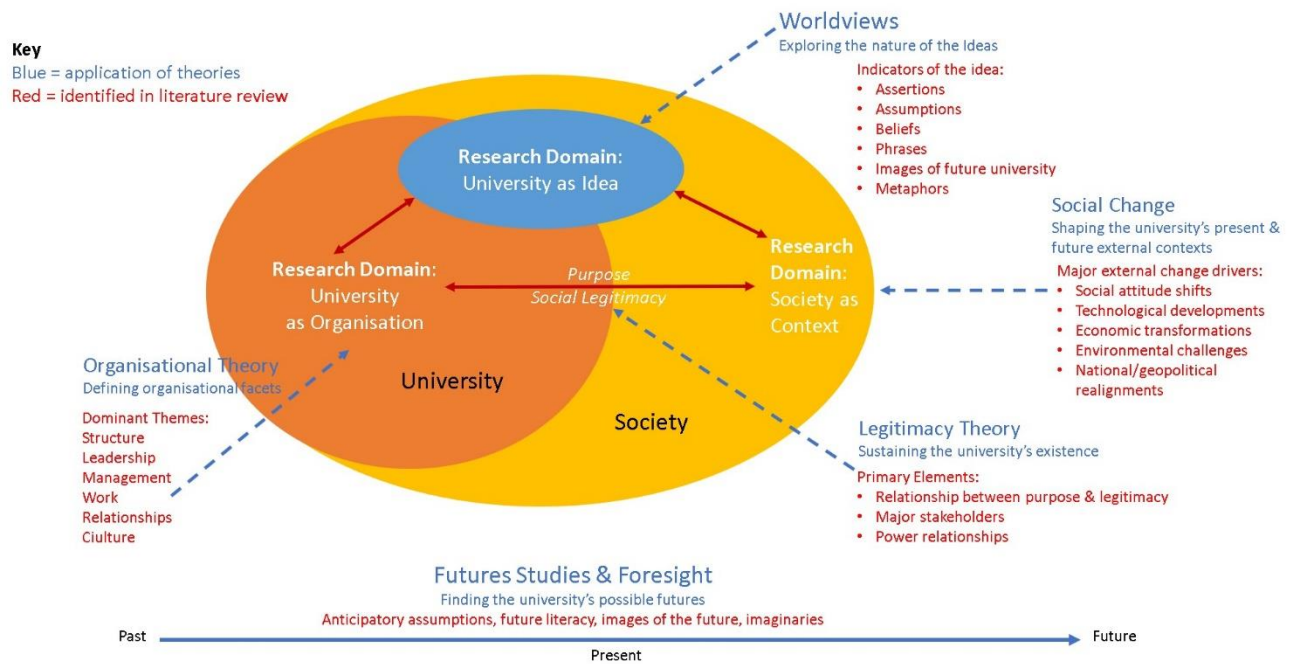 Key
Blue = application of theories
Red = identified in literature review
Worldviews
Exploring the nature of the Ideas
Indicators of the idea:
• Assertions
• Assumptions
• Beliefs
• Phrases
• Images of future university
• Metaphors
Research Domain:
University as Idea
Social Change
Shaping the university's present &
future external contexts
Major external change drivers:
• Social attitude shifts
• Technological developments
• Economic transformations
• Environmental challenges
• National/geopolitical
realignments
Research Domain:
University
as Organisation
Purpose
Social Legitimacy
Research
Domain:
Society as
Context
Organisational Theory
Defining organisational facets
Dominant Themes:
Structure
Leadership
Management
Work
Relationships
Ciulture
University
Society
Legitimacy Theory
Sustaining the university's existence
Primary Elements:
• Relationship between purpose & legitimacy
• Major stakeholders
• Power relationships
Futures Studies & Foresight
Finding the university's possible futures
Anticipatory assumptions, future literacy, images of the future, imaginaries
Past
Present
Future